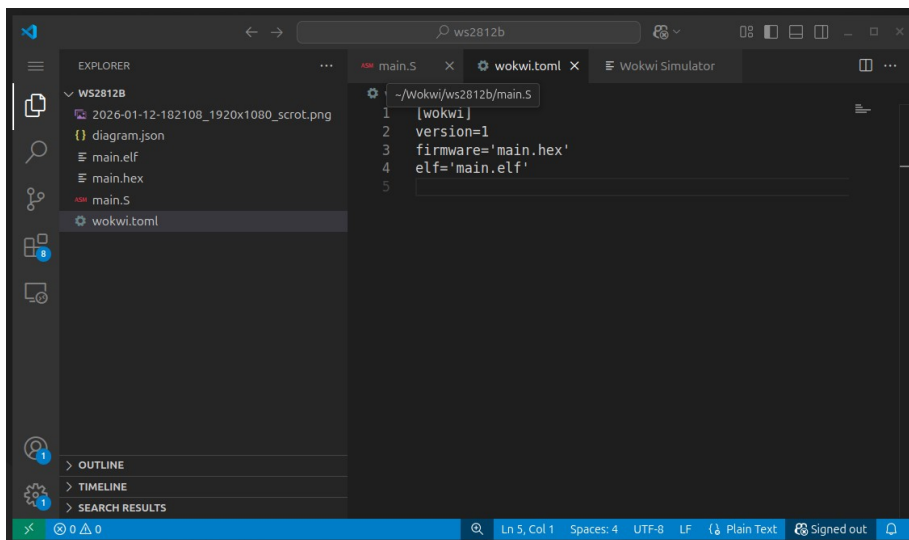 ws2812b
EXPLORER
WS2812B
2026-01-12-182108_1920x1080_scrot.png
{} diagram.json
main.elf
main.hex
ASM main.S
wokwi.toml
OUTLINE
TIMELINE
SEARCH RESULTS
8
1
1
ASM main.S
wokwi.toml
Wokwi Simulator
~/Wokwi/ws2812b/main.S
1 [wokwi]
2 version=1
3 firmware='main.hex'
4 elf='main.elf'
5
0 0
Ln 5, Col 1 Spaces: 4 UTF-8 LF Plain Text Signed out